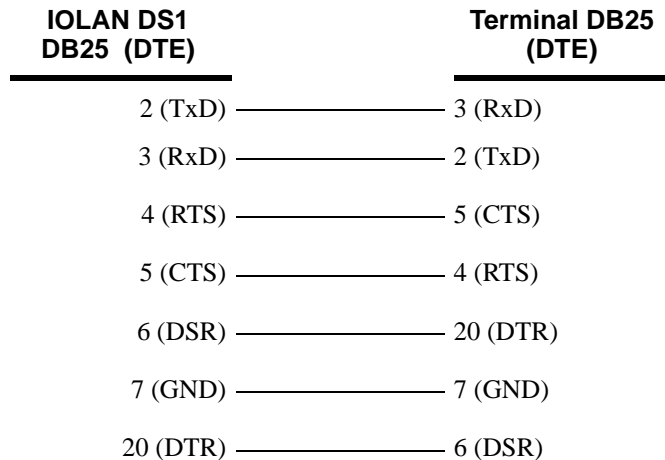 IOLAN DS1 Terminal DB25
DB25 (DTE) (DTE)
2 (TxD) 3 (RxD)
3 (RxD) 2 (TxD)
4 (RTS) 5 (CTS)
5 (CTS) 4 (RTS)
6 (DSR) 20 (DTR)
7 (GND) 7 (GND)
20 (DTR) 6 (DSR)